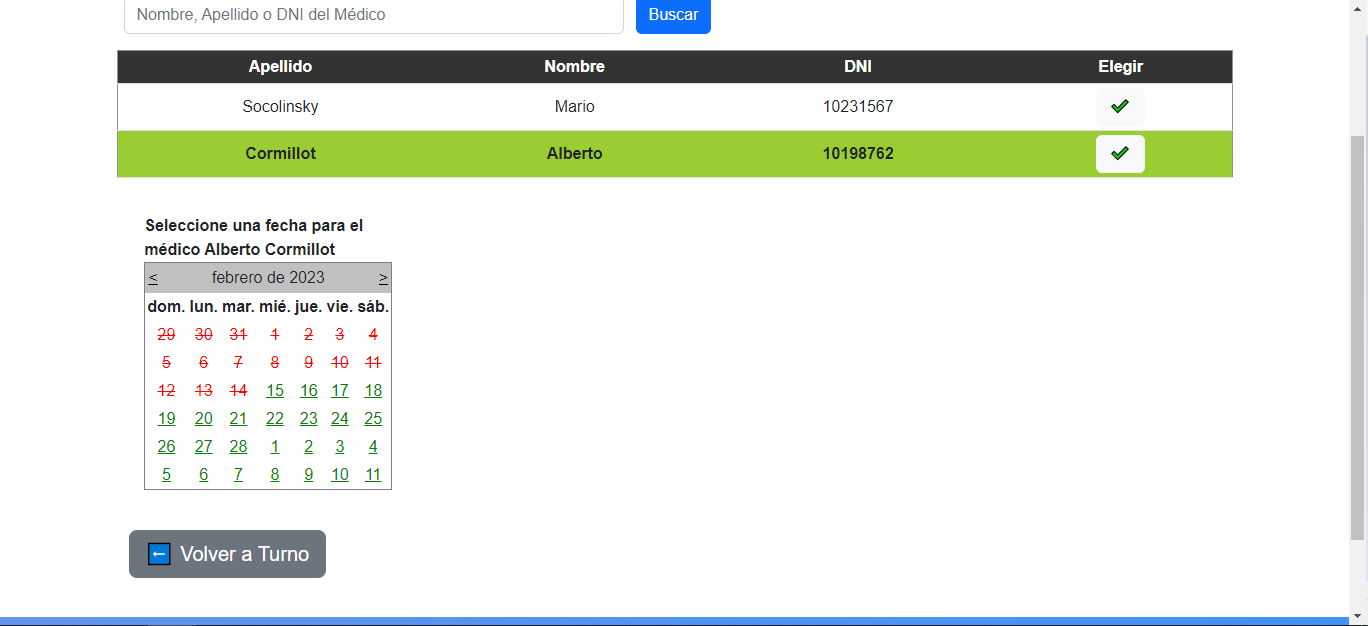 Nombre, Apellido o DNI del Médico Buscar
Apellido Nombre DNI Elegir
Socolinsky Mario 10231567
Cormillot Alberto 10198762
Seleccione una fecha para el
médico Alberto Cormillot
< febrero de 2023 >
dom. lun. mar. mié. jue. vie. sáb.
29 30 31 1 2 3 4
5 6 7 8 9 10 11
12 13 14 15 16 17 18
19 20 21 22 23 24 25
26 27 28 1 2 3 4
5 6 7 8 9 10 11
Volver a Turno